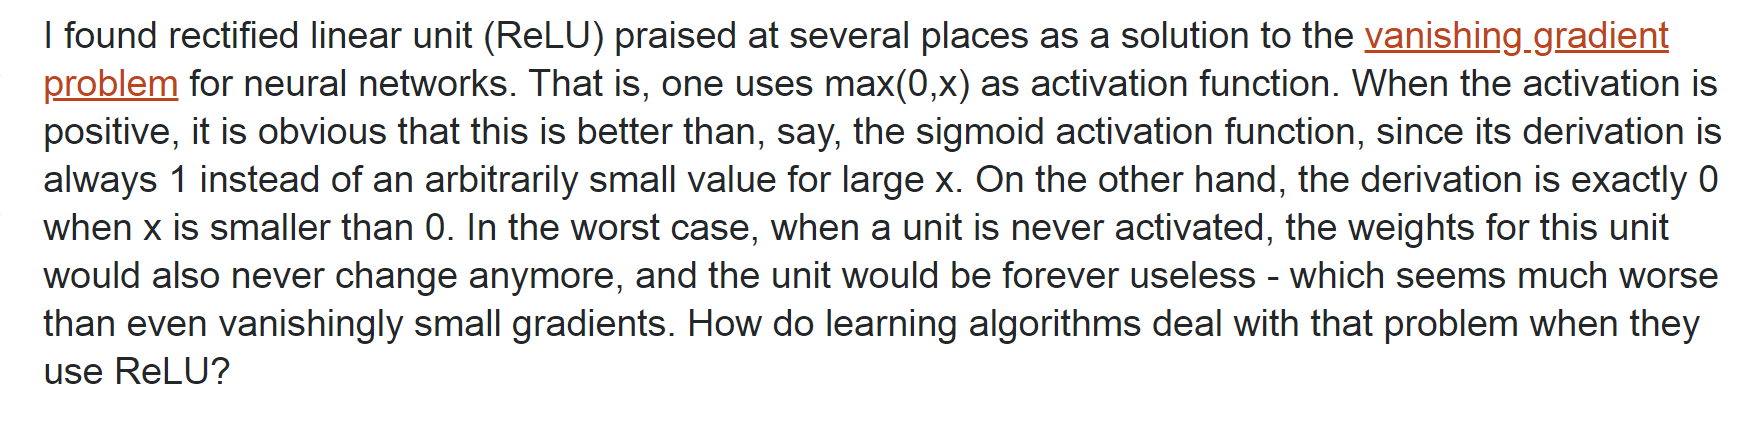 I found rectified linear unit (ReLU) praised at several places as a solution to the vanishing gradient
problem for neural networks. That is, one uses max(0,x) as activation function. When the activation is
positive, it is obvious that this is better than, say, the sigmoid activation function, since its derivation is
always 1 instead of an arbitrarily small value for large x. On the other hand, the derivation is exactly 0
when x is smaller than 0. In the worst case, when a unit is never activated, the weights for this unit
would also never change anymore, and the unit would be forever useless - which seems much worse
than even vanishingly small gradients. How do learning algorithms deal with that problem when they
use ReLU?